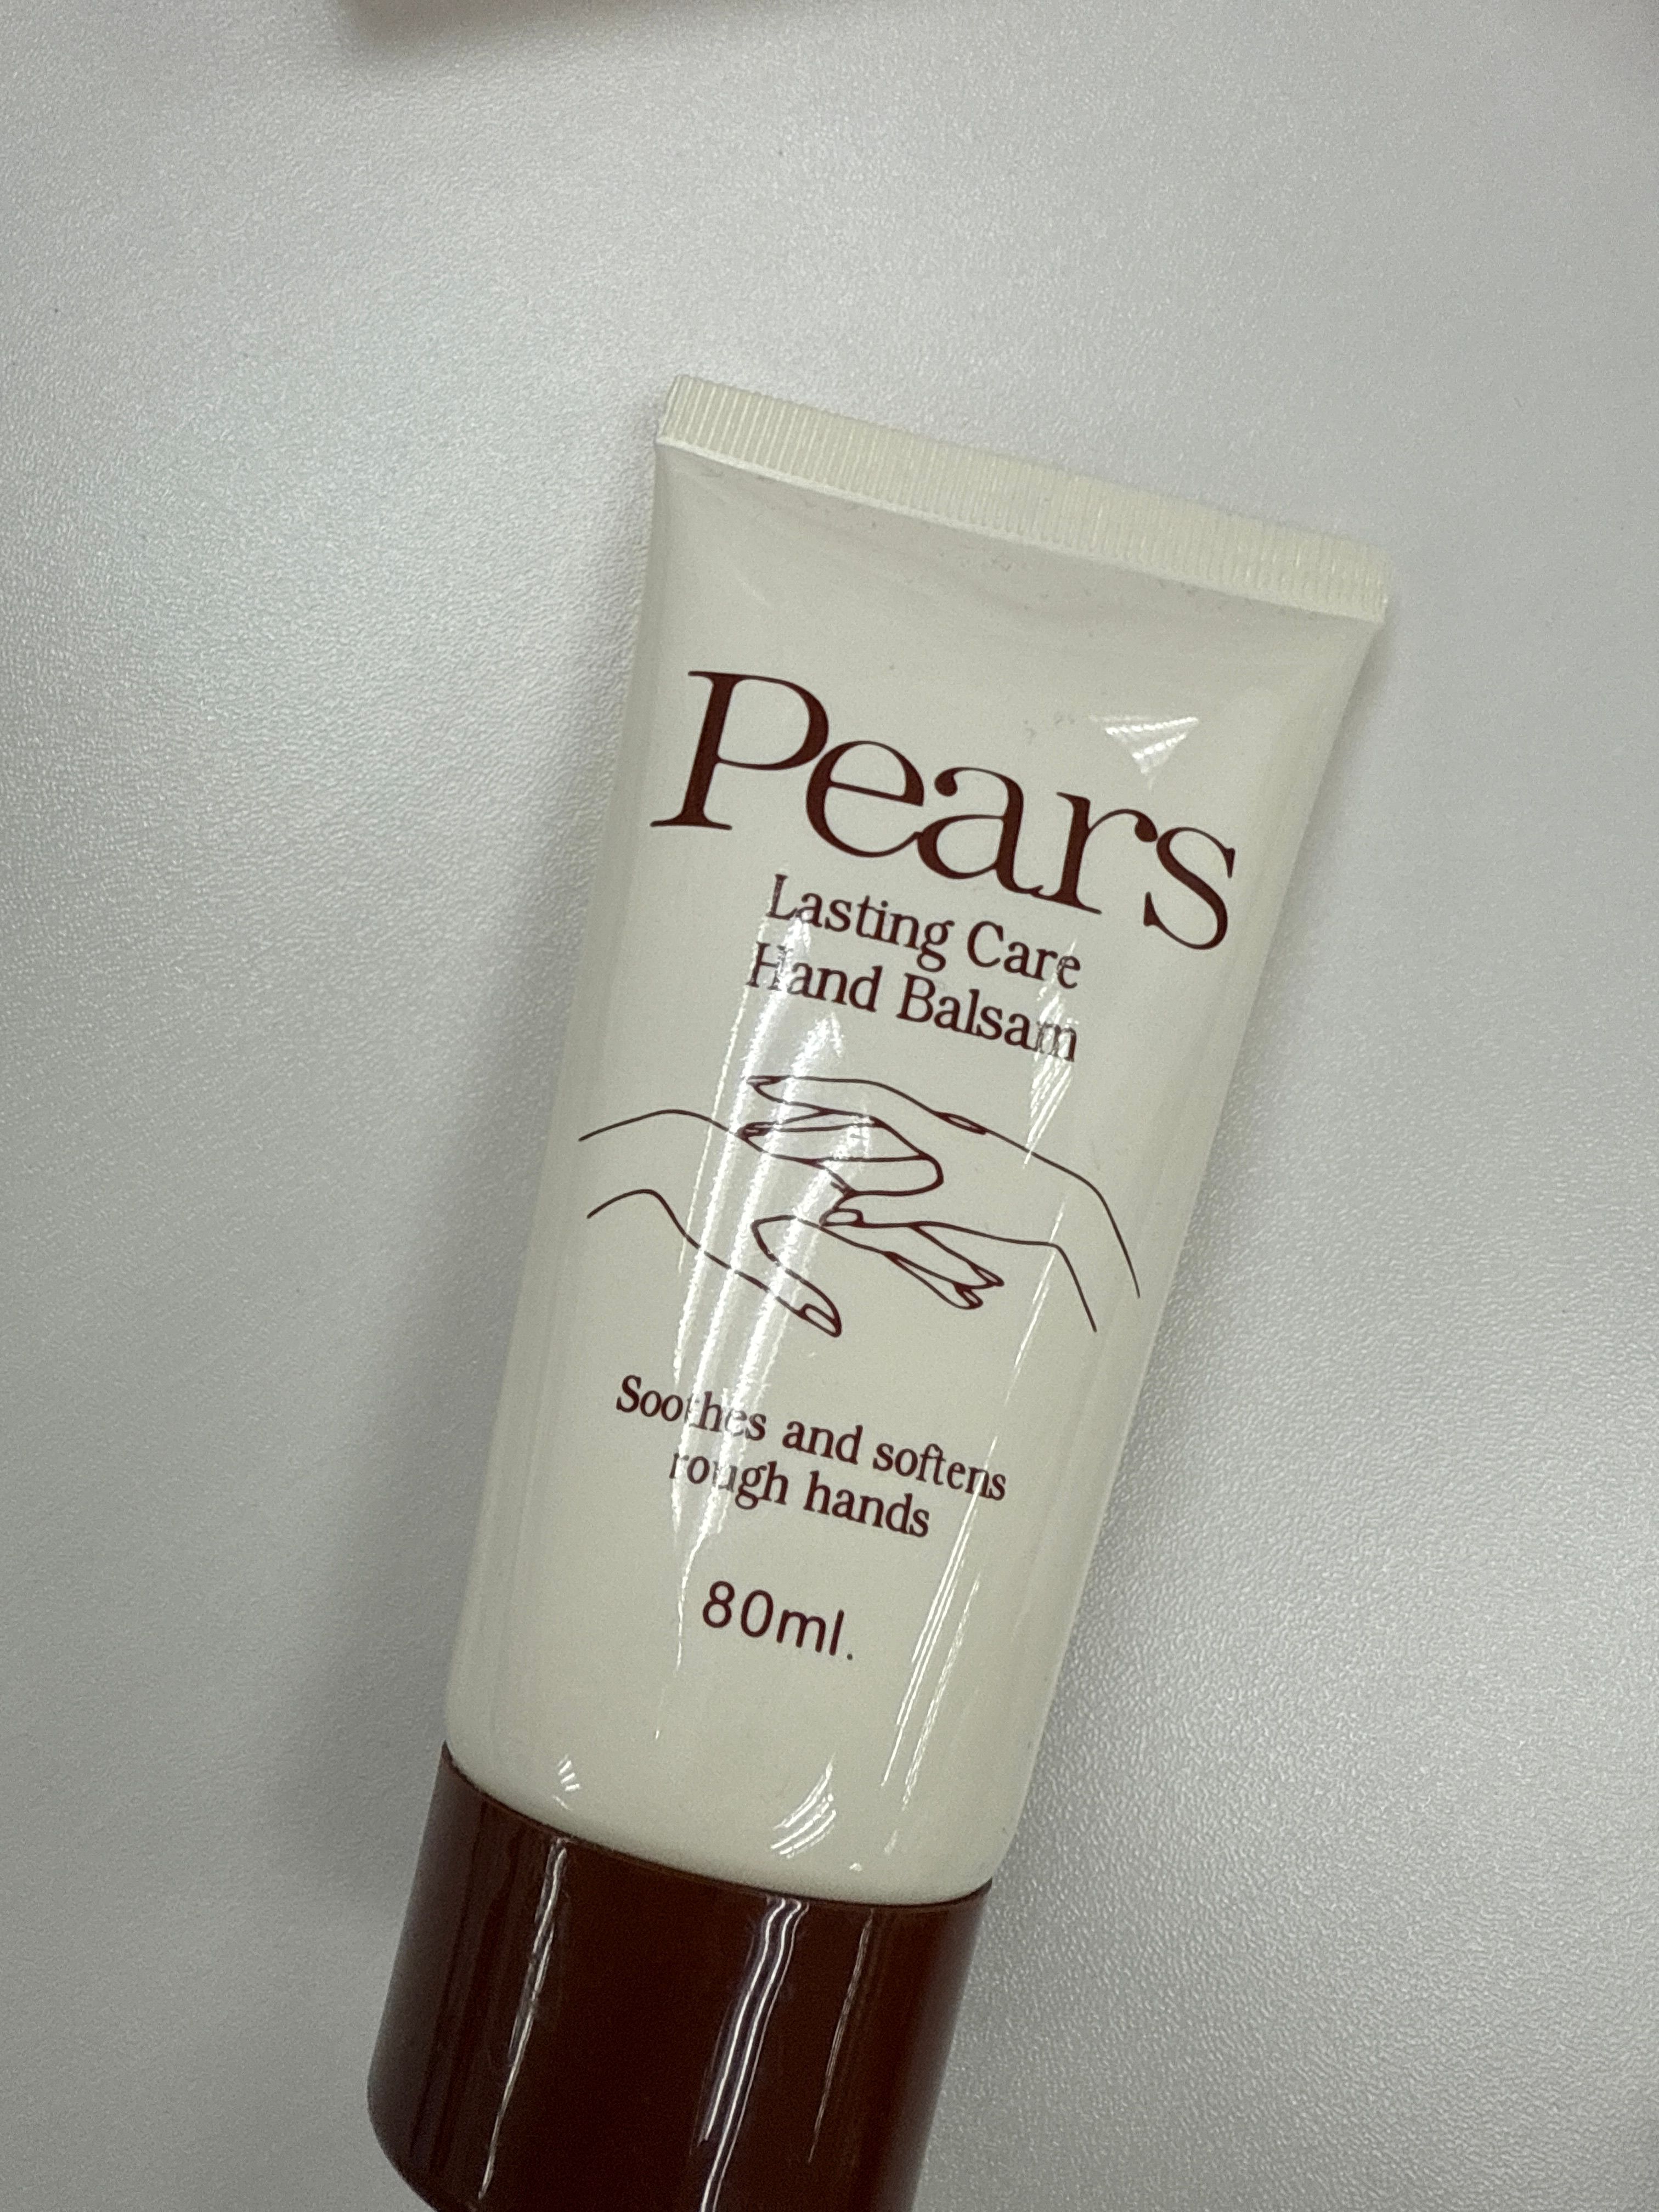 Pears
Lasting Care
Hand Balsam
Soothes and softens
rough hands
80ml.